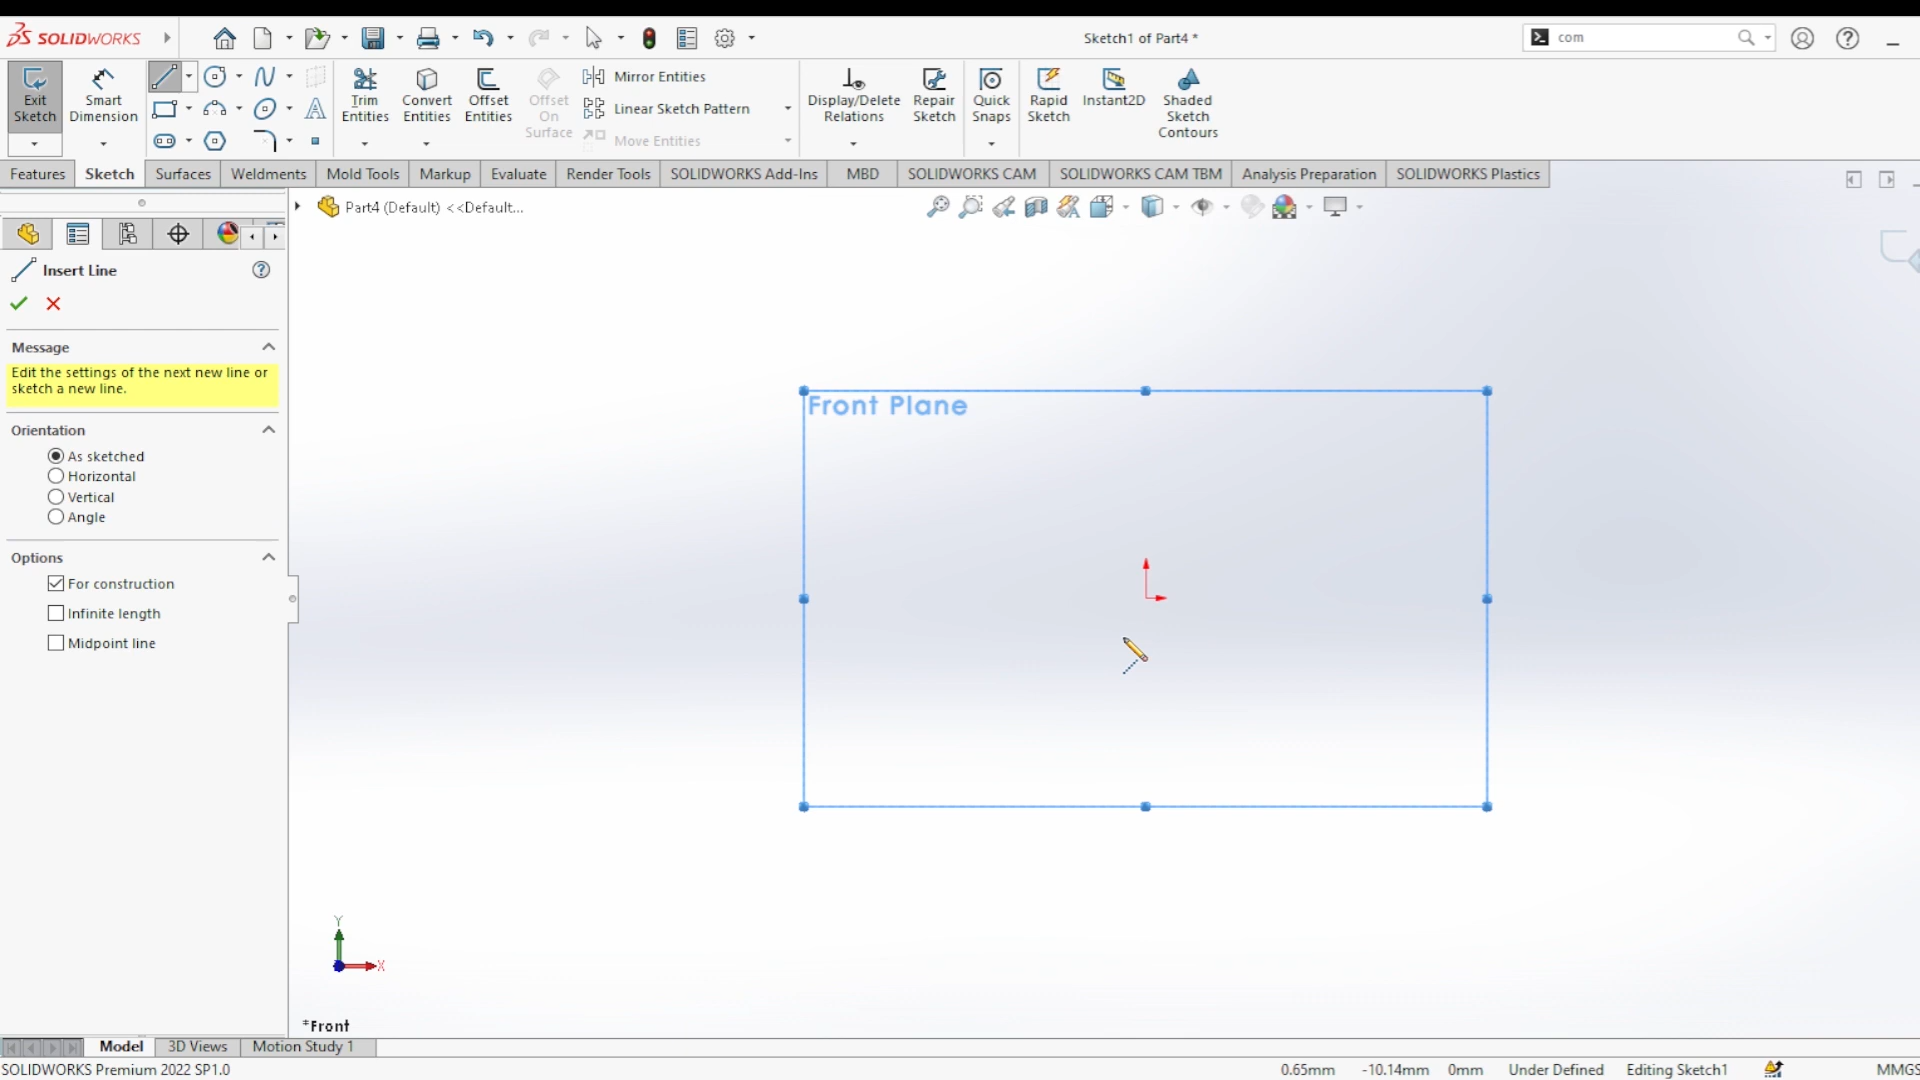 SOLIDWORKS
Sketch1 of Part4 *
com
Exit Sketch
Smart Dimension
Trim Entities
Convert Entities
Offset Entities
Offset On Surface
Mirror Entities
Linear Sketch Pattern
Move Entities
Display/Delete Relations
Repair Sketch
Quick Snaps
Rapid Sketch
Instant2D
Shaded Sketch Contours
Features Sketch Surfaces Weldments Mold Tools Markup Evaluate Render Tools SOLIDWORKS Add-Ins MBD SOLIDWORKS CAM SOLIDWORKS CAM TBM Analysis Preparation SOLIDWORKS Plastics
Part4 (Default) <<Default...
Insert Line
Message
Edit the settings of the next new line or
sketch a new line.
Orientation
As sketched
Horizontal
Vertical
Angle
Options
For construction
Infinite length
Midpoint line
Front Plane
Y
X
*Front
Model 3D Views Motion Study 1
SOLIDWORKS Premium 2022 SP1.0 0.65mm -10.14mm 0mm Under Defined Editing Sketch1 MMGS